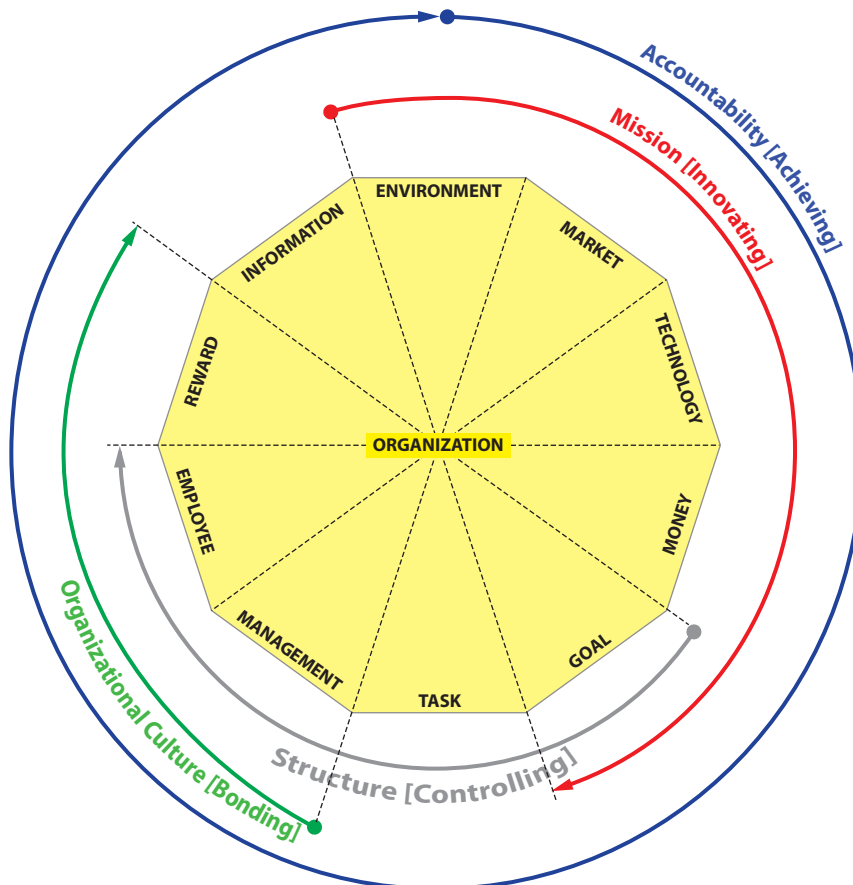 Accountability [Achieving]
Mission [Innovating]
ENVIRONMENT
MARKET
INFORMATION
TECHNOLOGY
REWARD
ORGANIZATION
EMPLOYEE
MONEY
MANAGEMENT
GOAL
TASK
Organizational Culture [Bonding]
Structure [Controlling]